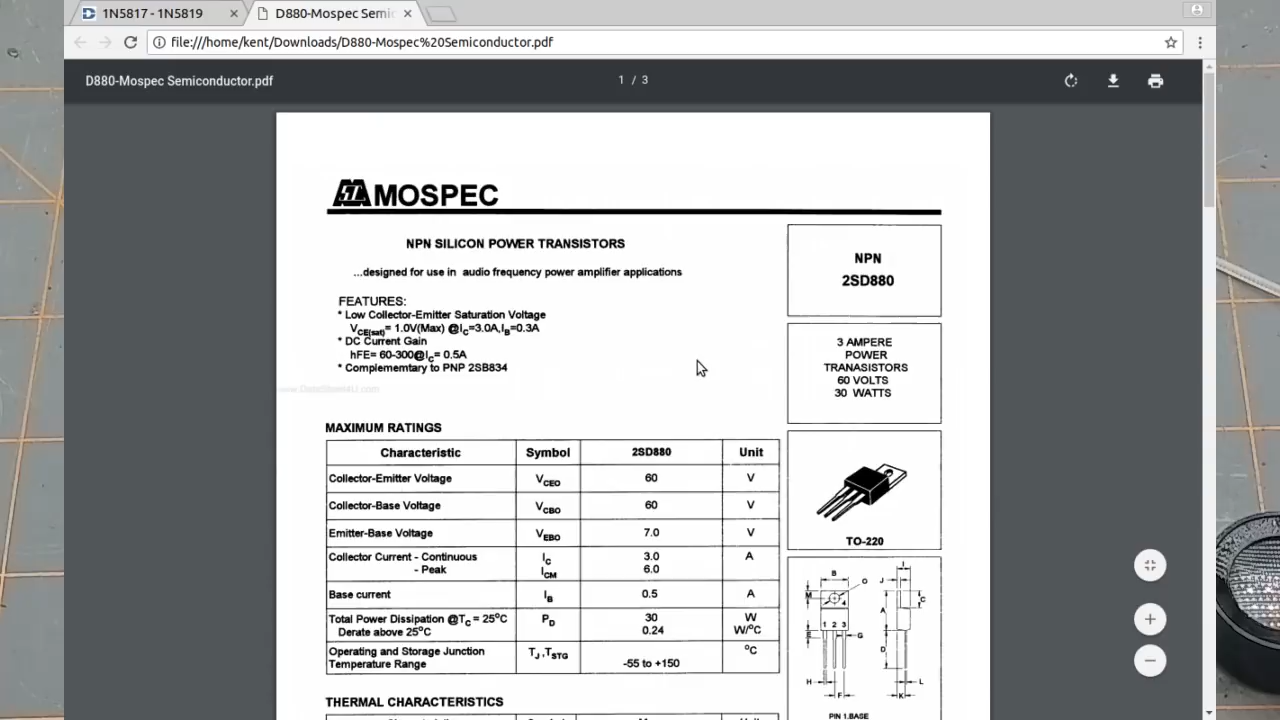 1N5817 - 1N5819
D880-Mospec Semic
file:///home/kent/Downloads/D880-Mospec%20Semiconductor.pdf
D880-Mospec Semiconductor.pdf
1 / 3
MOSPEC
NPN SILICON POWER TRANSISTORS
...designed for use in audio frequency power amplifier applications
FEATURES:
* Low Collector-Emitter Saturation Voltage
VCE(sat)= 1.0V(Max) @IC=3.0A,IB=0.3A
* DC Current Gain
hFE= 60-300@IC= 0.5A
* Complememtary to PNP 2SB834
www.DataSheet4U.com
NPN
2SD880
3 AMPERE
POWER
TRANASISTORS
60 VOLTS
30 WATTS
TO-220
MAXIMUM RATINGS
Characteristic Symbol 2SD880 Unit
Collector-Emitter Voltage VCEO 60 V
Collector-Base Voltage VCBO 60 V
Emitter-Base Voltage VEBO 7.0 V
Collector Current - Continuous IC 3.0 A
- Peak ICM 6.0
Base current IB 0.5 A
Total Power Dissipation @TC = 25°C PD 30 W
Derate above 25°C 0.24 W/°C
Operating and Storage Junction TJ ,TSTG °C
Temperature Range -55 to +150
THERMAL CHARACTERISTICS
B
I
O
J
M
C
A
4
1 2 3
E
G
D
H
F
K
L
PIN 1.BASE